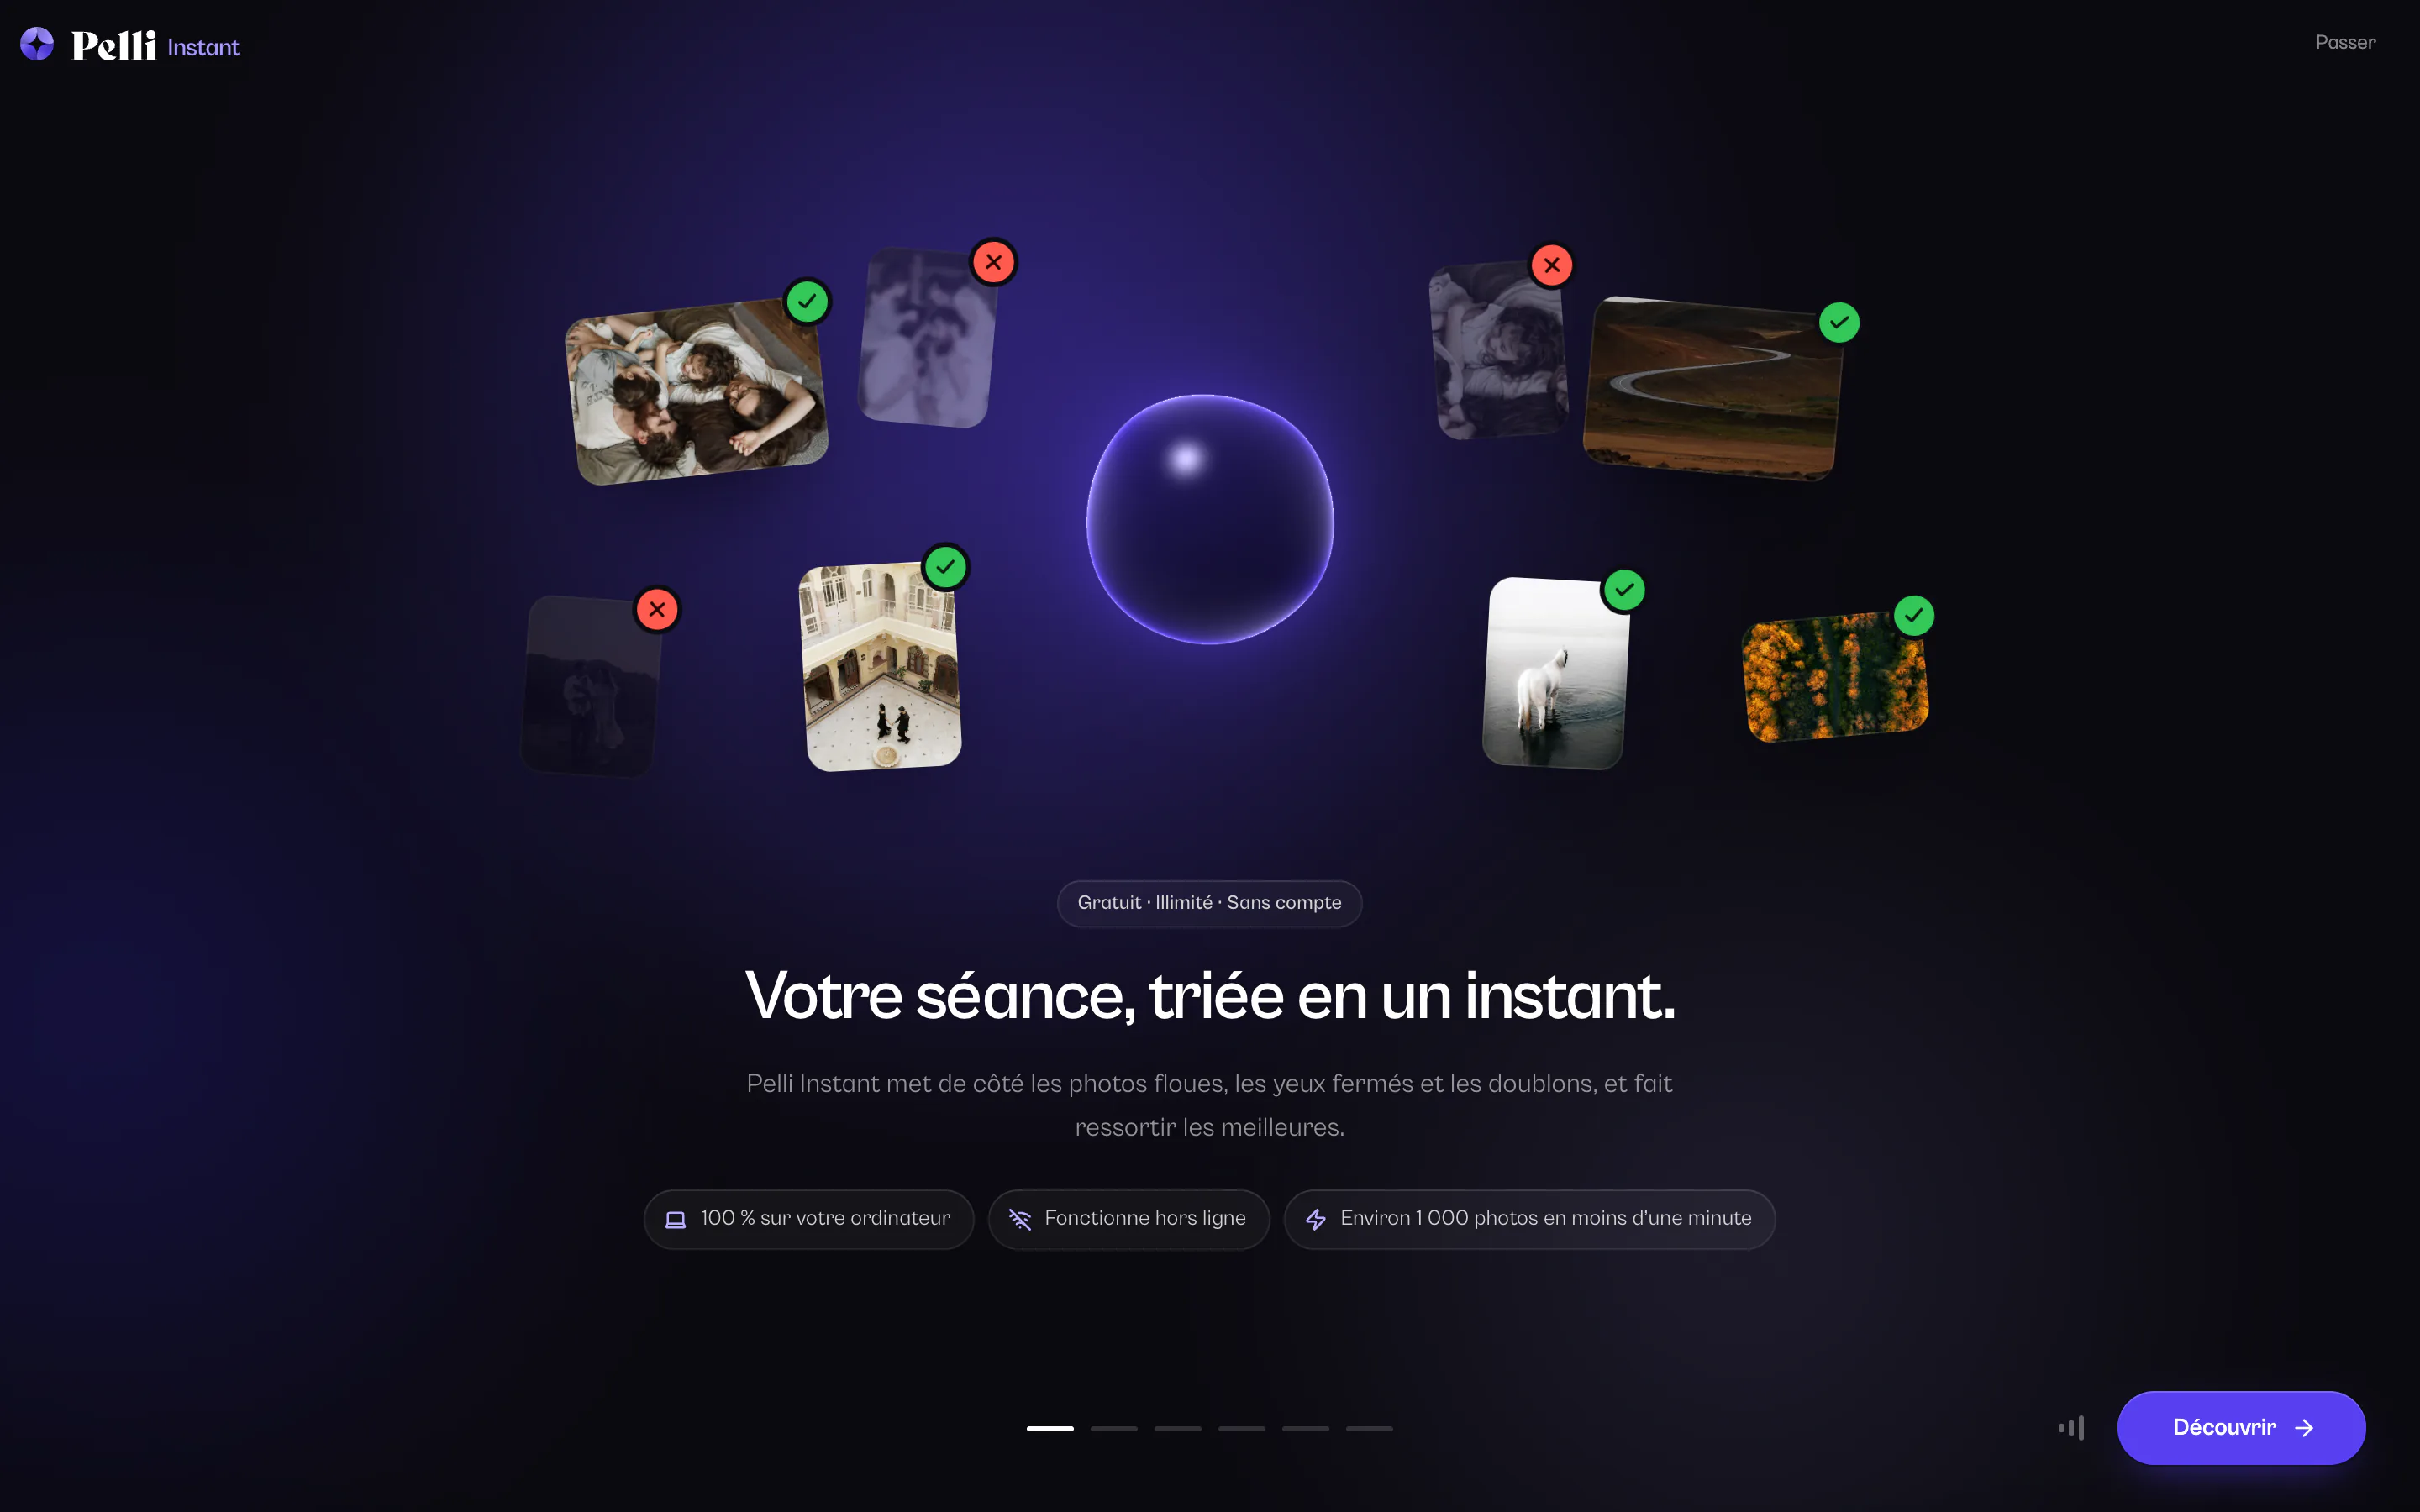 Pelli Instant
Passer
Gratuit · Illimité · Sans compte
Votre séance, triée en un instant.
Pelli Instant met de côté les photos floues, les yeux fermés et les doublons, et fait
ressortir les meilleures.
100 % sur votre ordinateur
Fonctionne hors ligne
Environ 1 000 photos en moins d'une minute
Découvrir